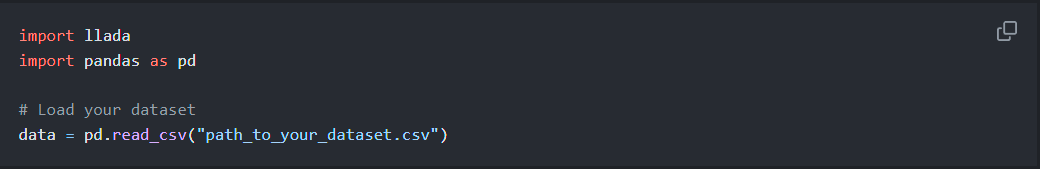 import llada
import pandas as pd
# Load your dataset
data = pd.read_csv("path_to_your_dataset.csv")